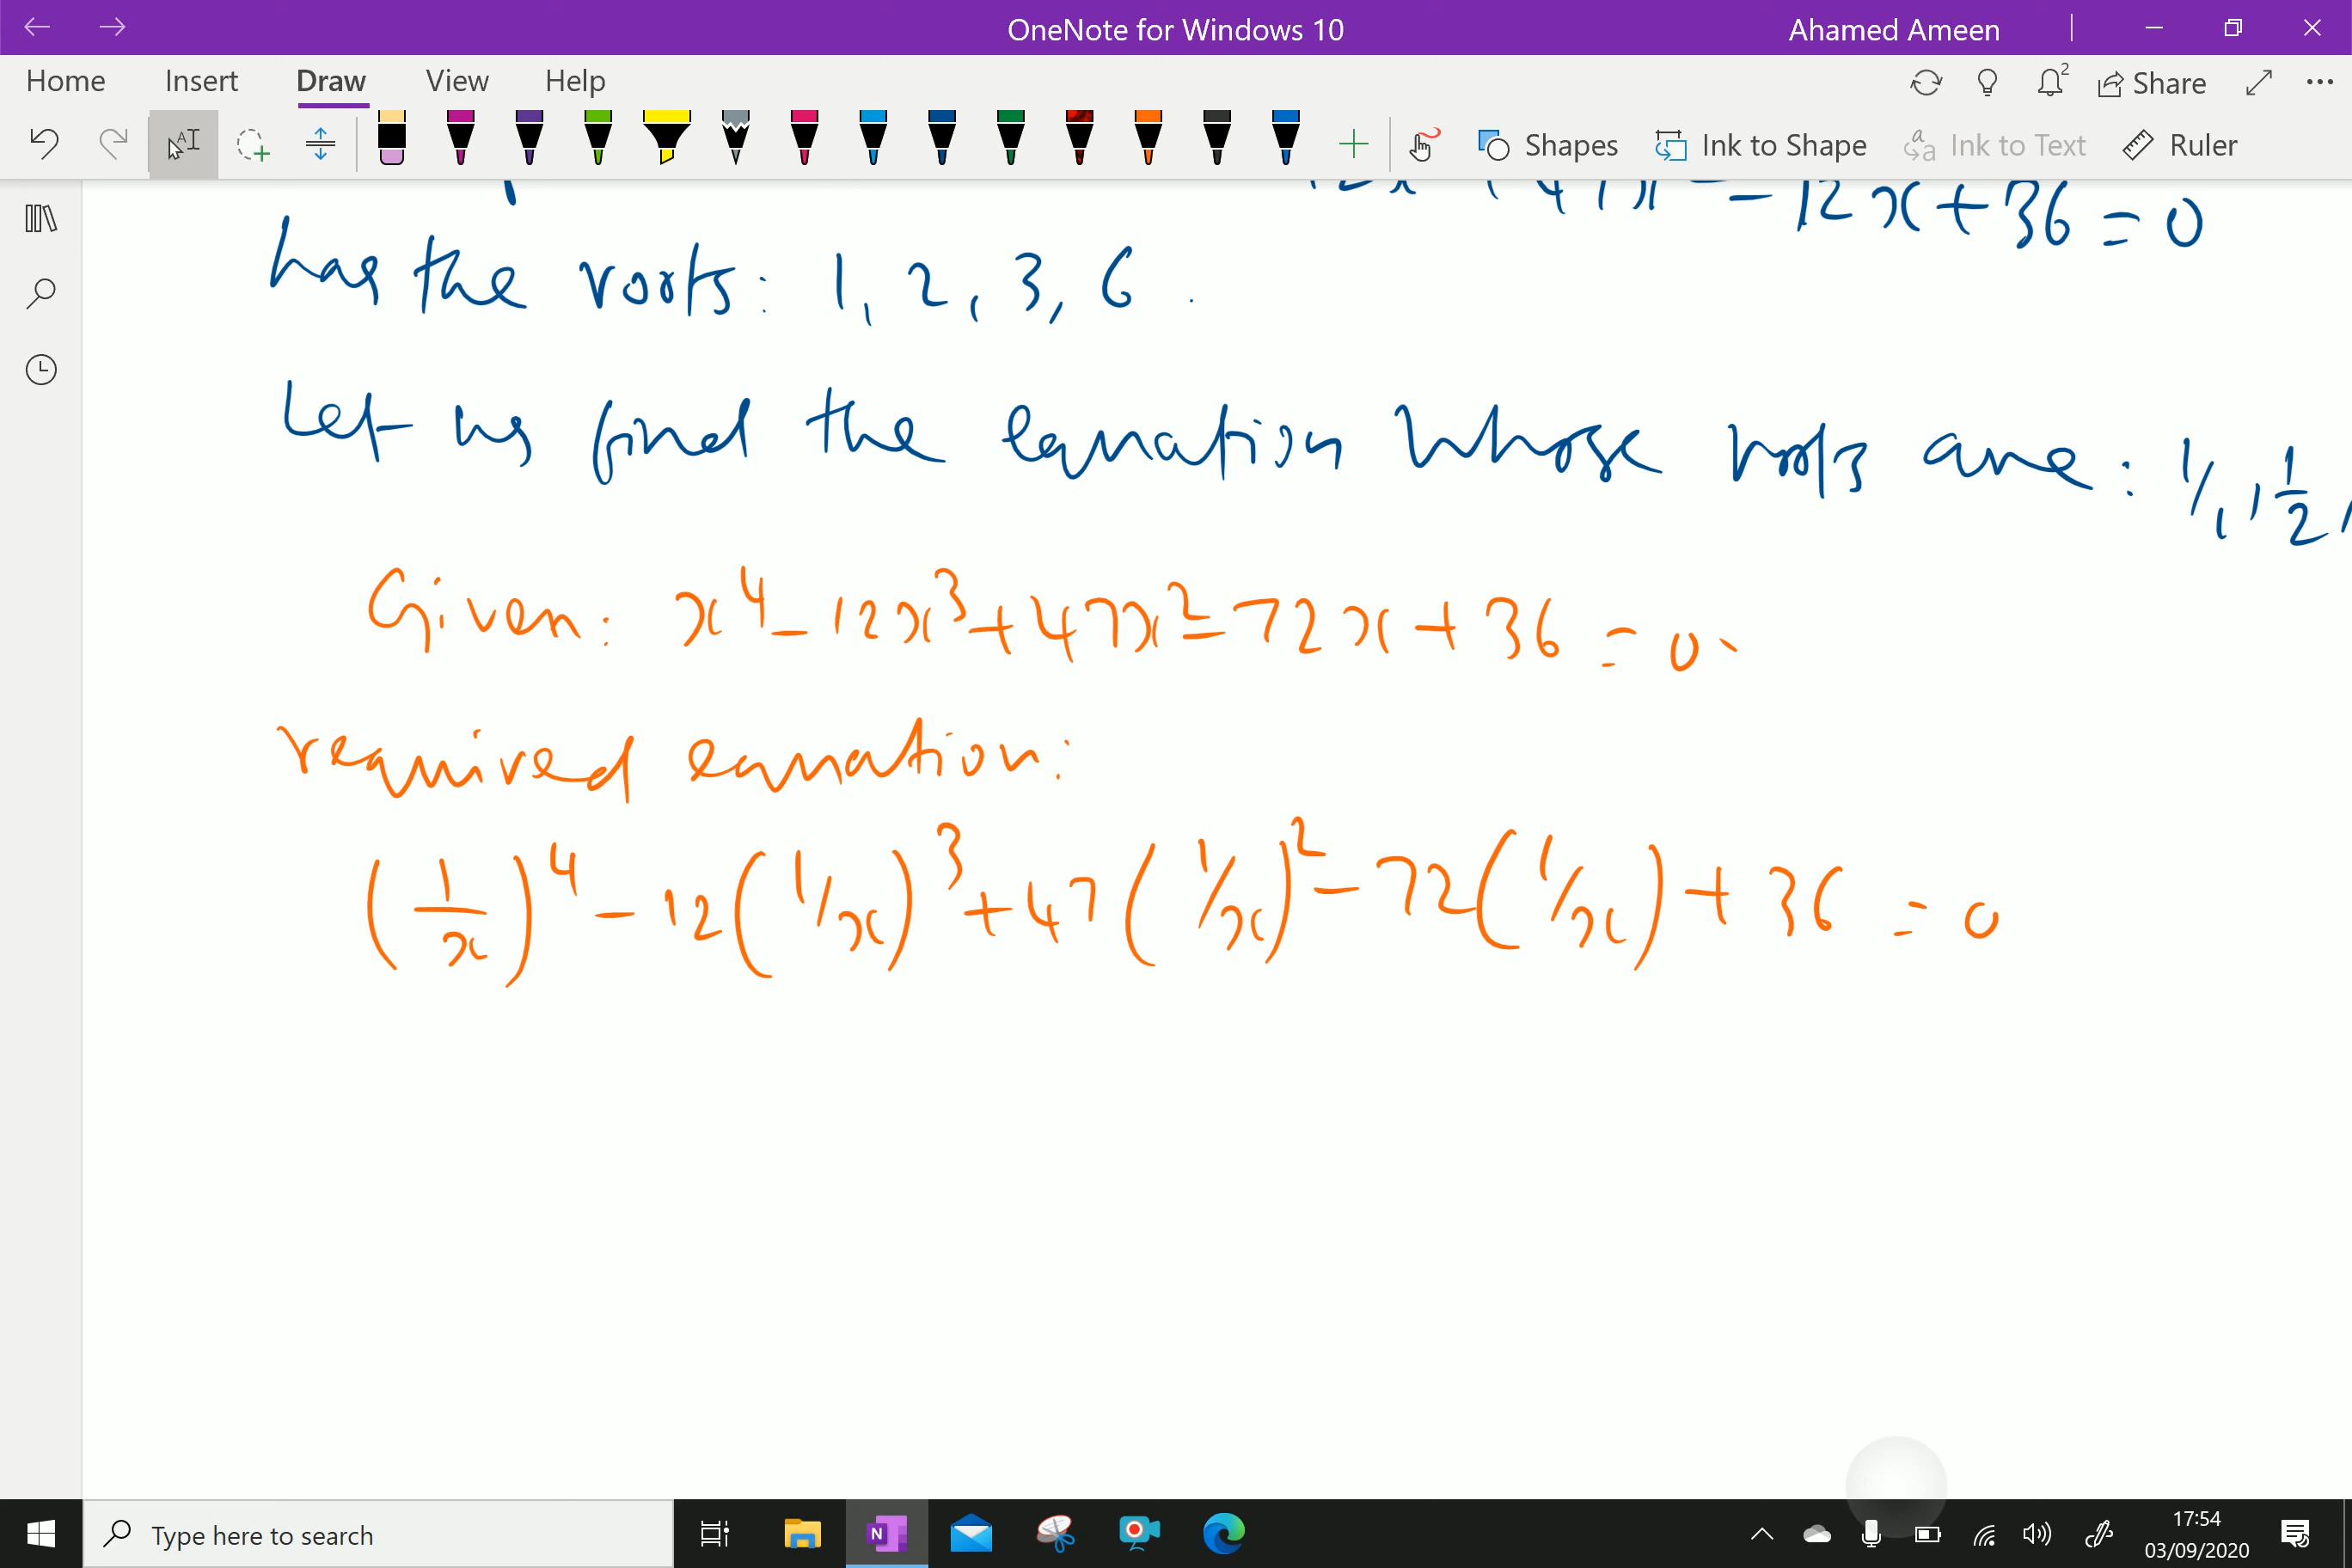 OneNote for Windows 10 Ahamed Ameen
Home Insert Draw View Help 2 Share
Shapes Ink to Shape Ink to Text Ruler
- 12x + 36 = 0
has the roots: 1, 2, 3, 6.
Let us find the equation whose roots are: 1/1, 1/2,
Given: x⁴ - 12x³ + 47x² - 72x + 36 = 0.
required equation:
(1/x)⁴ - 12(1/x)³ + 47(1/x)² - 72(1/x) + 36 = 0
Type here to search
17:54
03/09/2020